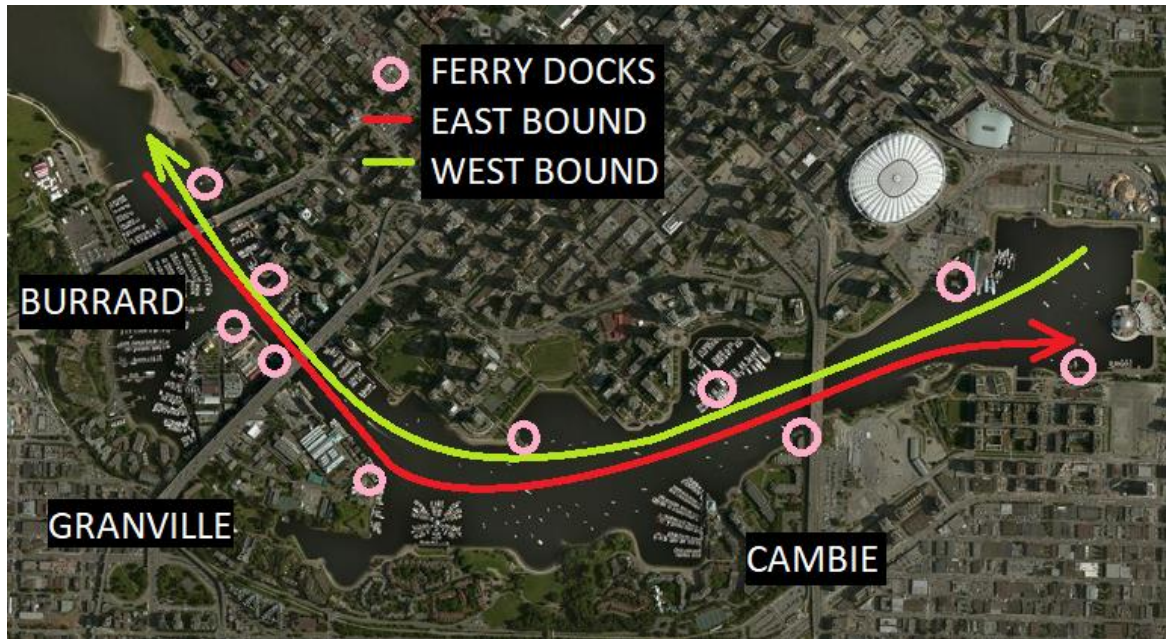 FERRY DOCKS
EAST BOUND
WEST BOUND
BURRARD
GRANVILLE
CAMBIE